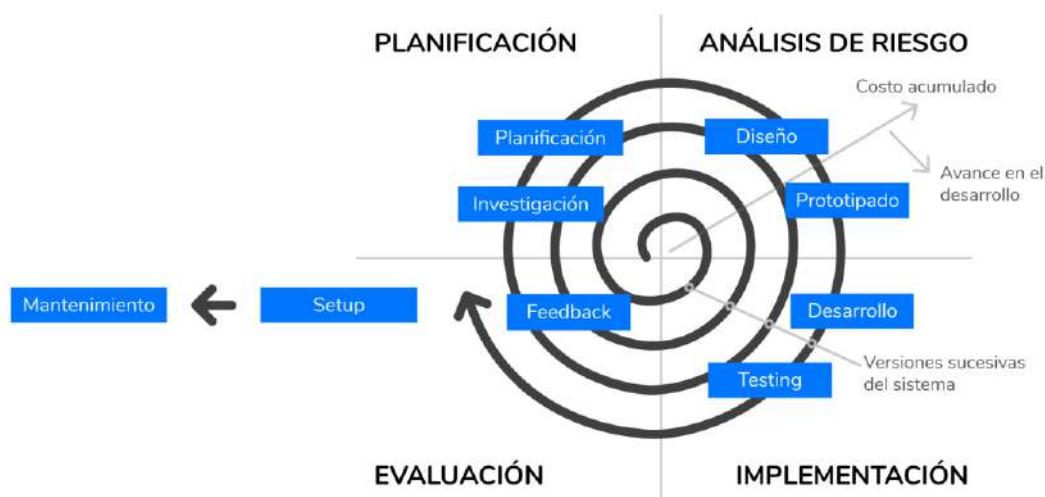 PLANIFICACIÓN
ANÁLISIS DE RIESGO
Costo acumulado
Planificación
Diseño
Avance en el
desarrollo
Investigación
Prototipado
Mantenimiento
Setup
Feedback
Desarrollo
Versiones sucesivas
del sistema
Testing
EVALUACIÓN
IMPLEMENTACIÓN